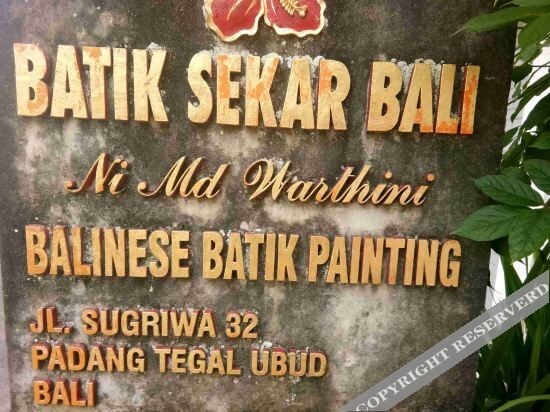 BATIK SEKAR BALI
Ni Md Warthini
BALINESE BATIK PAINTING
JL. SUGRIWA 32
PADANG TEGAL UBUD
BALI
COPYRIGHT RESERVERD